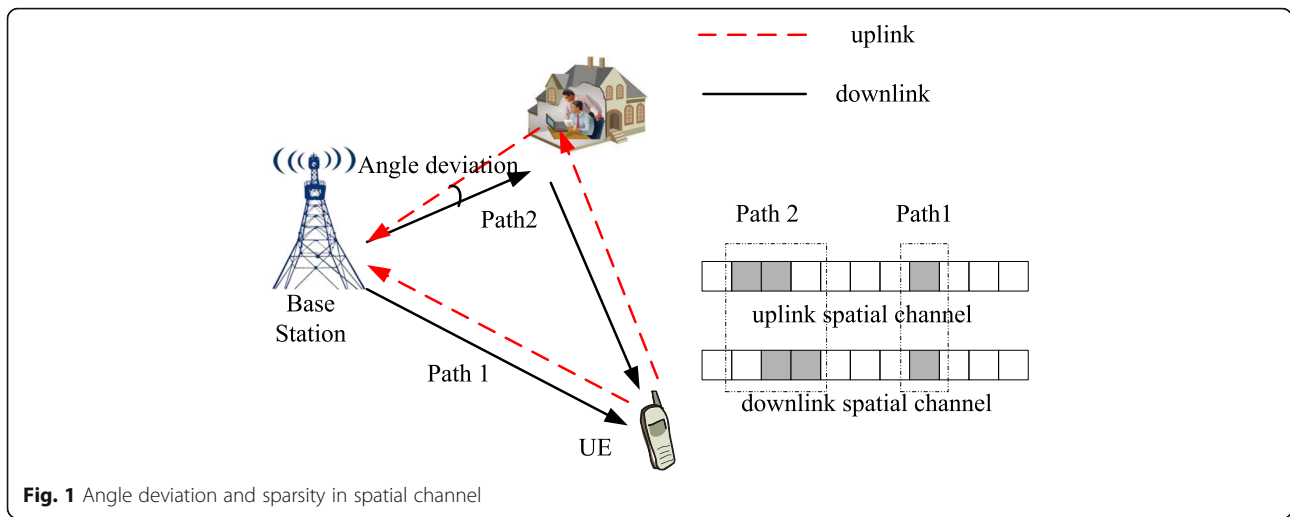 uplink
downlink
Angle deviation
Path2
Base
Station
Path 1
UE
Path 2
Path1
uplink spatial channel
downlink spatial channel
Fig. 1 Angle deviation and sparsity in spatial channel